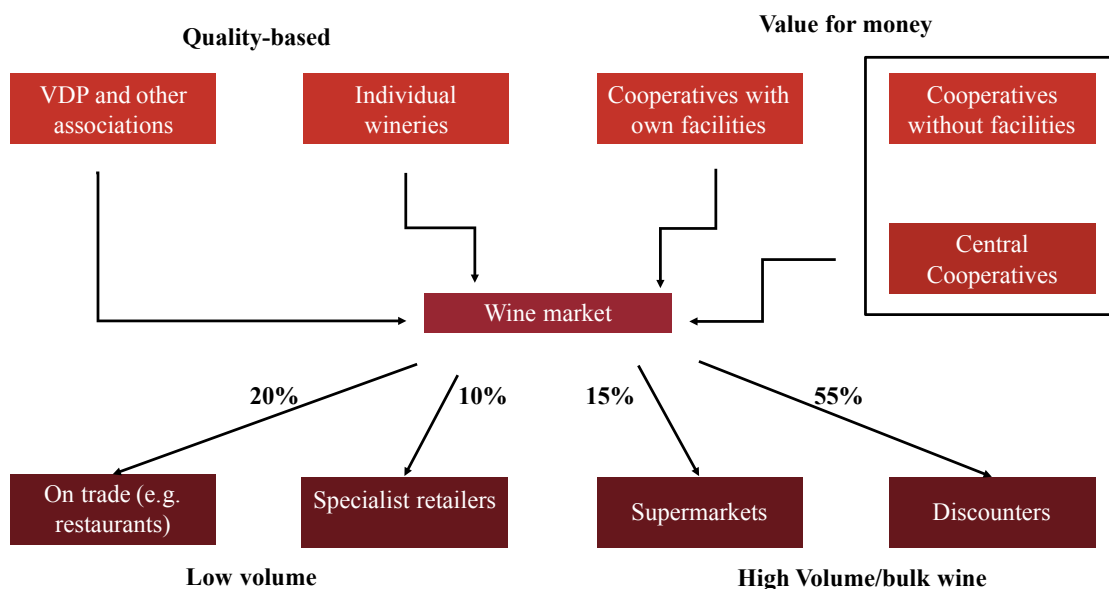 Quality-based
Value for money
VDP and other
associations
Individual
wineries
Cooperatives with
own facilities
Cooperatives
without facilities
Central
Cooperatives
Wine market
20%
10%
15%
55%
On trade (e.g.
restaurants)
Specialist retailers
Supermarkets
Discounters
Low volume
High Volume/bulk wine